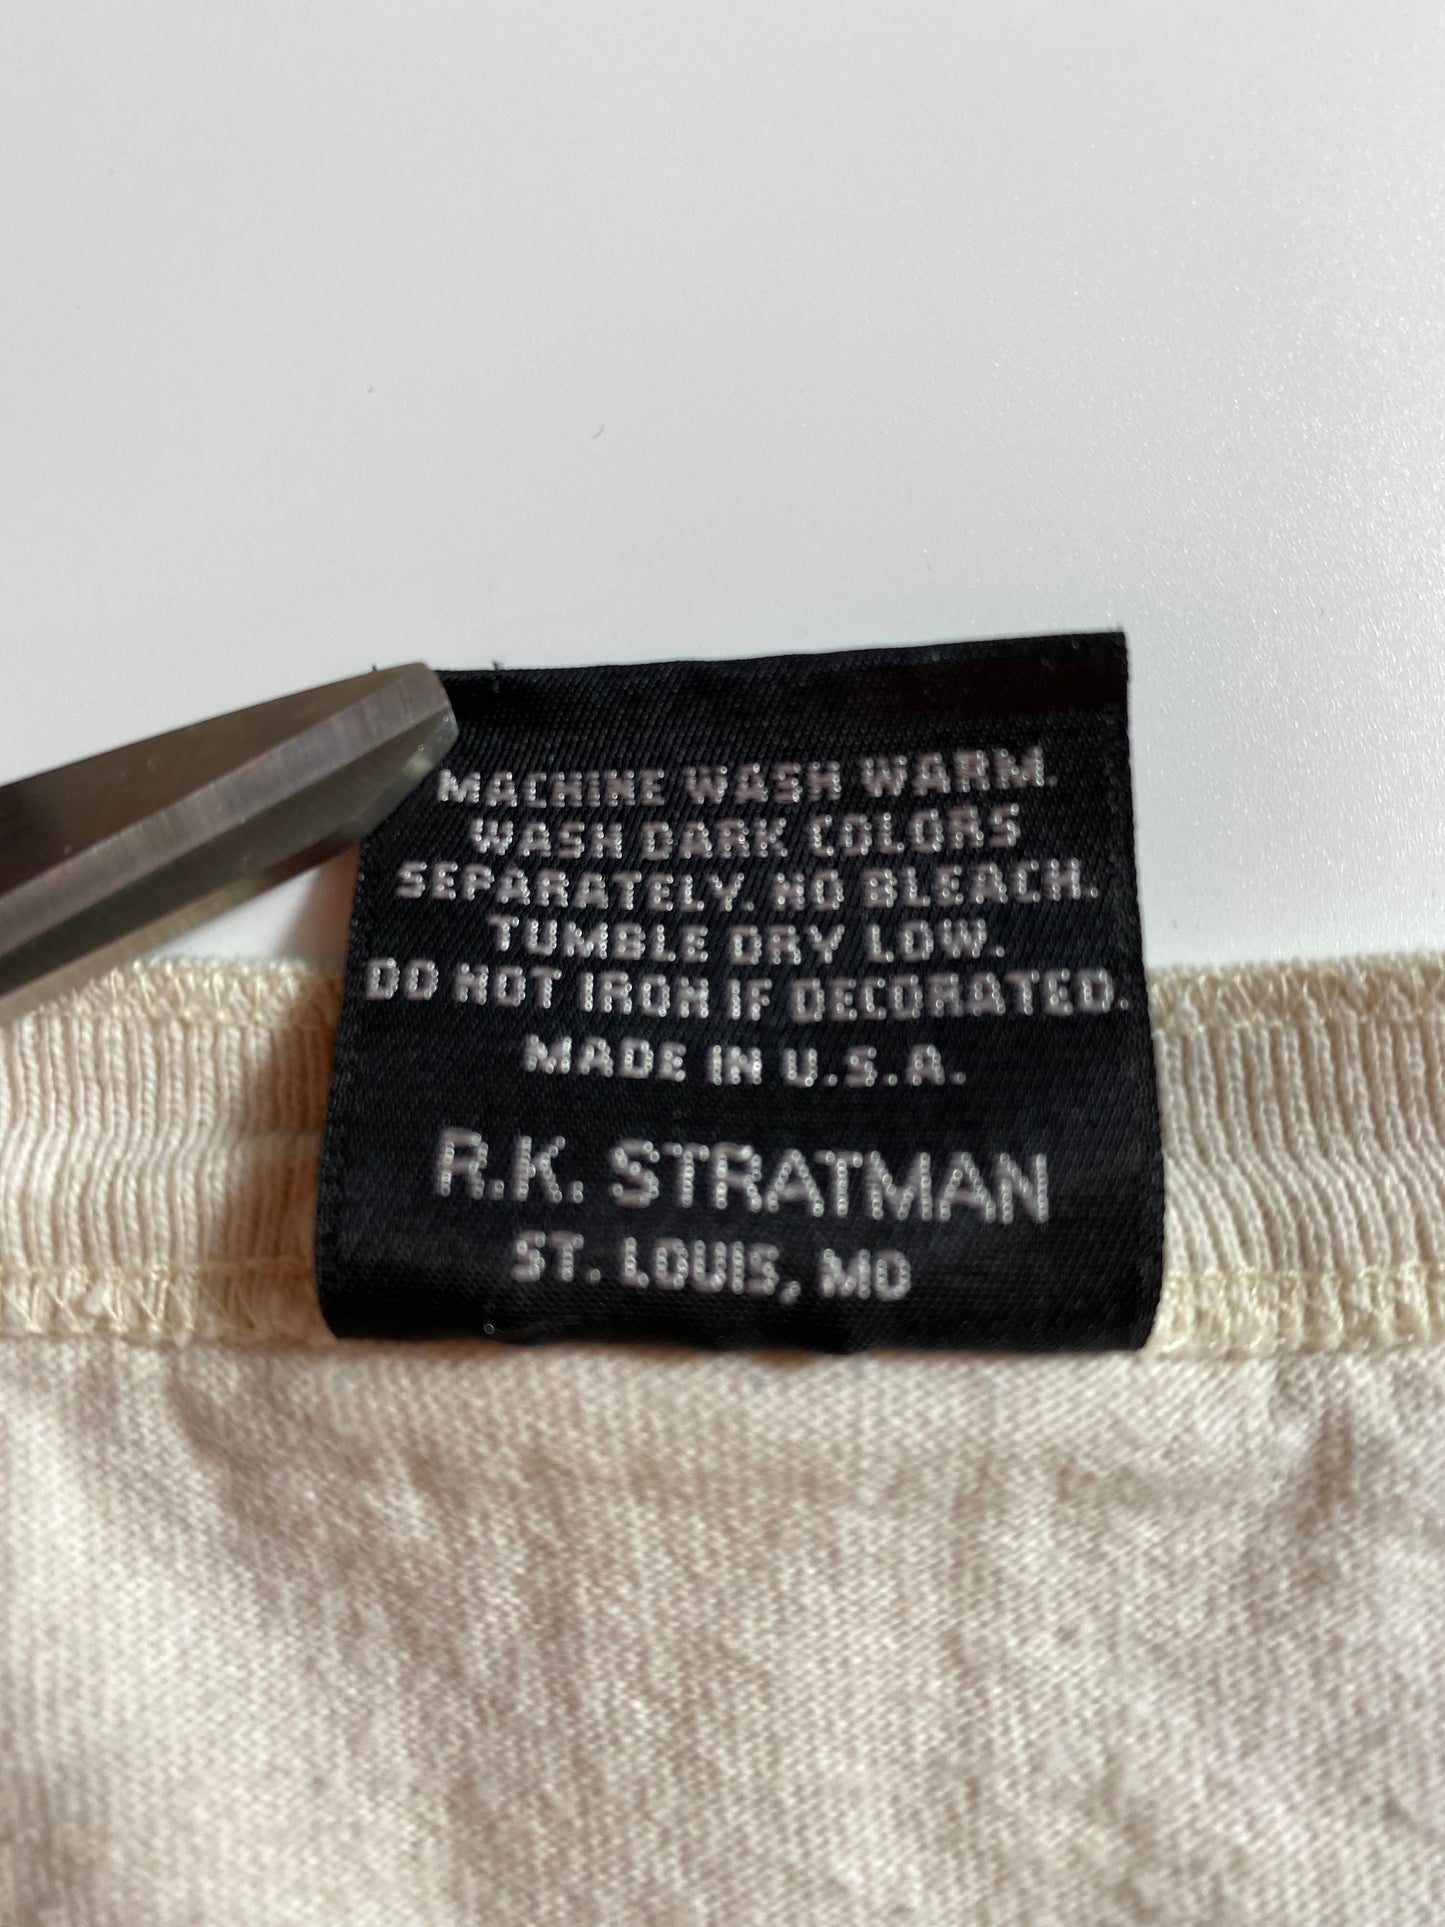 MACHINE WASH WARM.
WASH DARK COLORS
SEPARATELY. NO BLEACH.
TUMBLE DRY LOW.
DO NOT IRON IF DECORATED.
MADE IN U.S.A.
R.K. STRATMAN
ST. LOUIS, MO